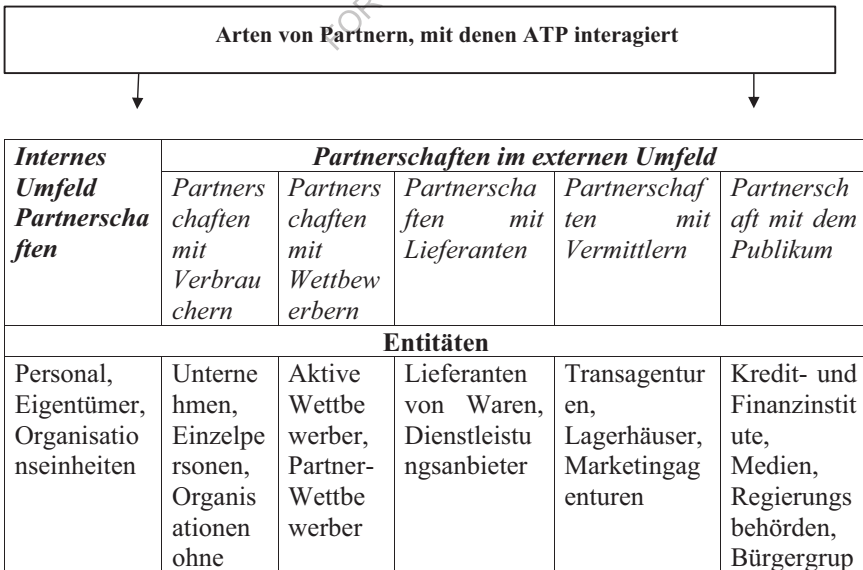 FOR
Arten von Partnern, mit denen ATP interagiert
Internes
Umfeld
Partnerscha
ften
Partnerschaften im externen Umfeld
Partners
chaften
mit
Verbrau
chern
Partners
chaften
mit
Wettbew
erbern
Partnerscha
ften mit
Lieferanten
Partnerschaf
ten mit
Vermittlern
Partnersch
aft mit dem
Publikum
Entitäten
Personal,
Eigentümer,
Organisatio
nseinheiten
Unterne
hmen,
Einzelpe
rsonen,
Organis
ationen
ohne
Aktive
Wettbe
werber,
Partner-
Wettbe
werber
Lieferanten
von Waren,
Dienstleistu
ngsanbieter
Transagentur
en,
Lagerhäuser,
Marketingag
enturen
Kredit- und
Finanzinstit
ute,
Medien,
Regierungs
behörden,
Bürgergrup